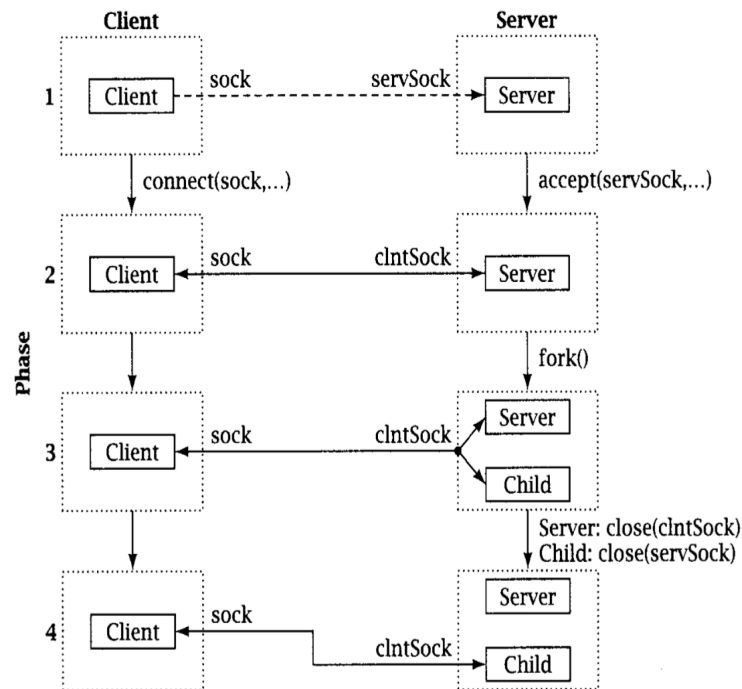 Client
Server
1
Client
sock
servSock
Server
connect(sock,...)
accept(servSock,...)
2
Client
sock
clntSock
Server
fork()
Phase
3
Client
sock
clntSock
Server
Child
Server: close(clntSock)
Child: close(servSock)
4
Client
sock
clntSock
Server
Child